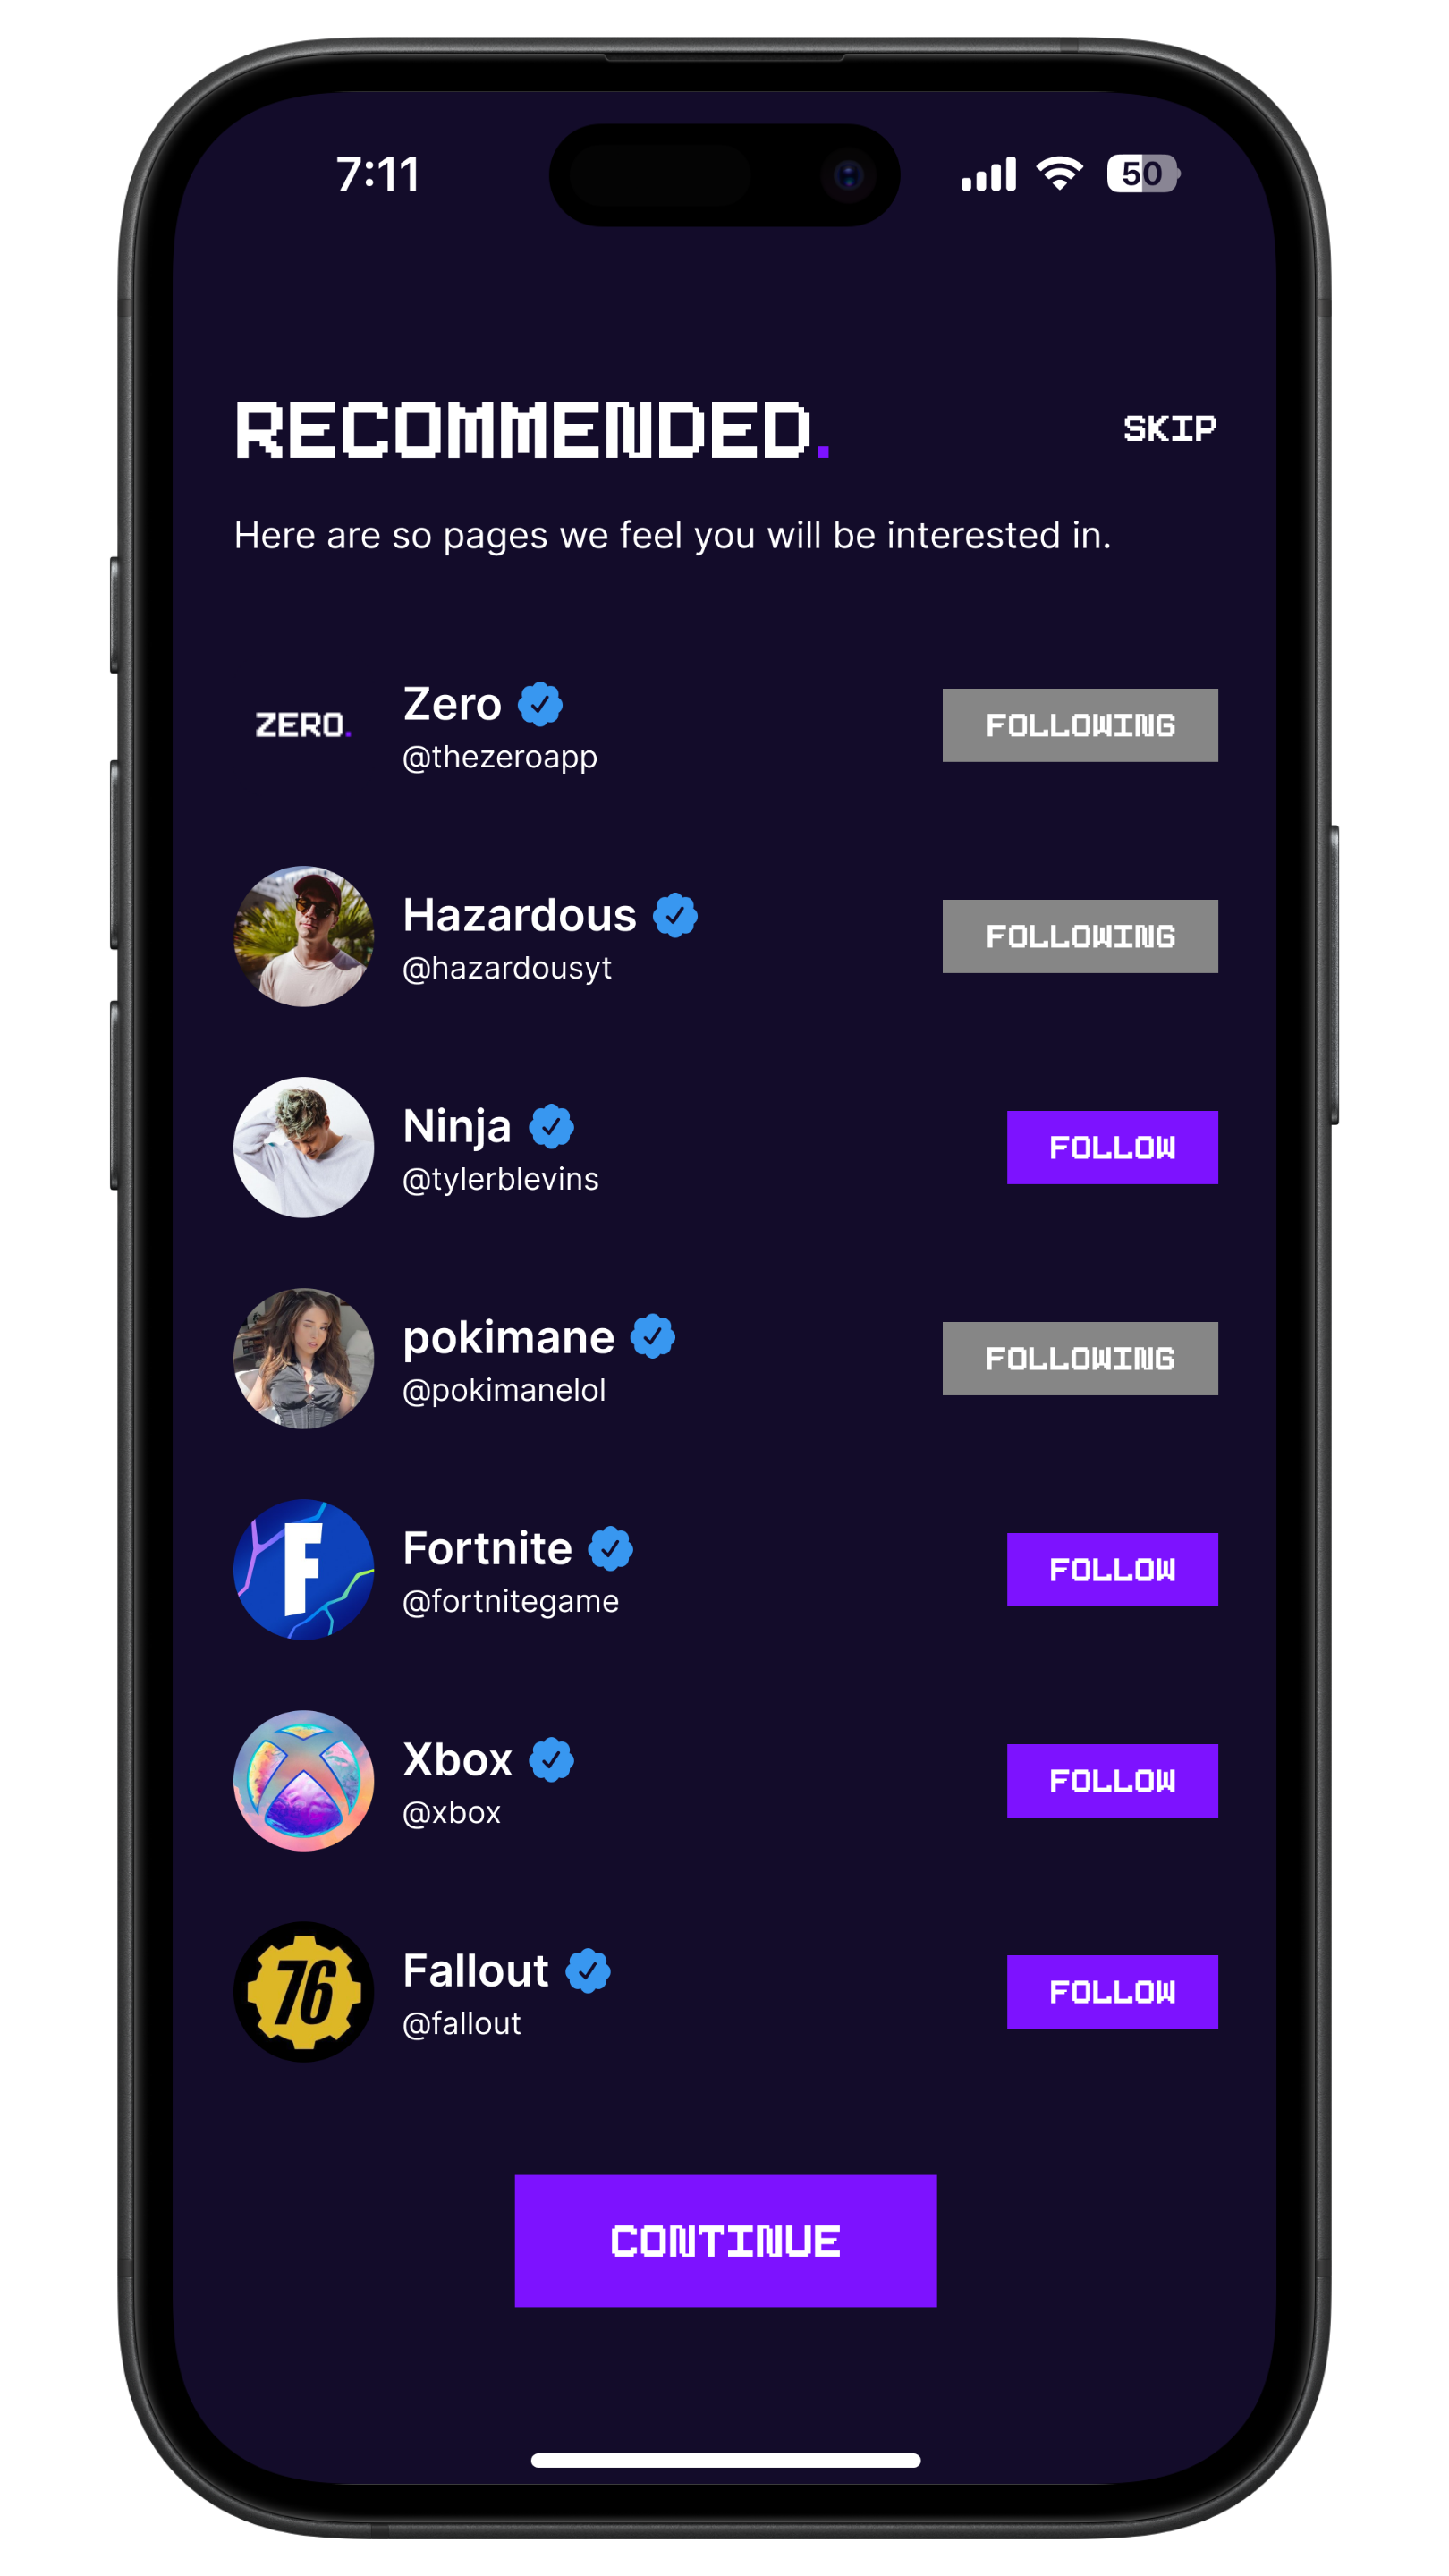 7:11
50
RECOMMENDED.
SKIP
Here are so pages we feel you will be interested in.
ZERO.
Zero
@thezeroapp
FOLLOWING
Hazardous
@hazardousyt
FOLLOWING
Ninja
@tylerblevins
FOLLOW
pokimane
@pokimanelol
FOLLOWING
F
Fortnite
@fortnitegame
FOLLOW
Xbox
@xbox
FOLLOW
76
Fallout
@fallout
FOLLOW
CONTINUE